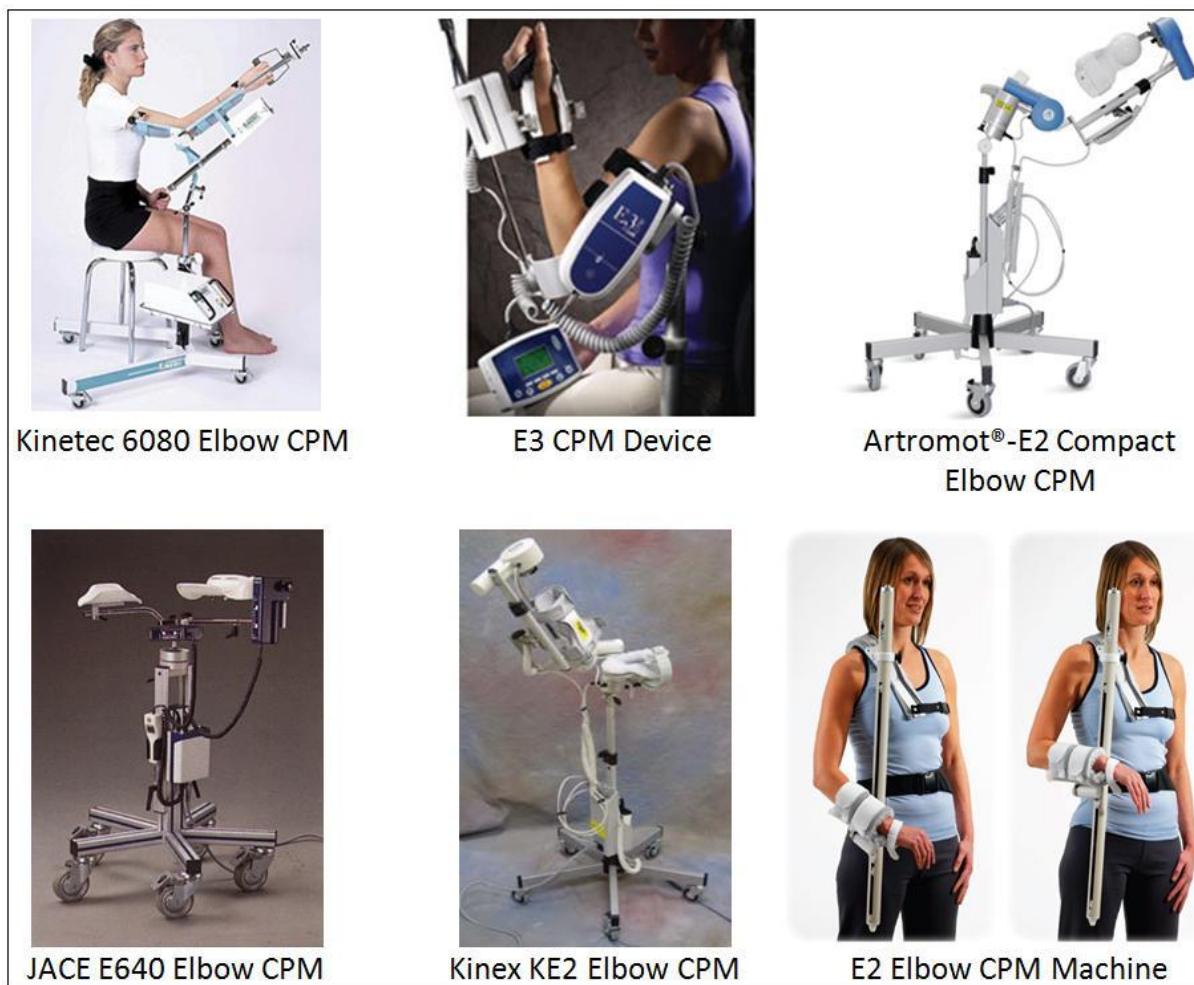 Kinetec 6080 Elbow CPM
E3 CPM Device
Artromot®-E2 Compact
Elbow CPM
E3
JACE E640 Elbow CPM
Kinex KE2 Elbow CPM
E2 Elbow CPM Machine